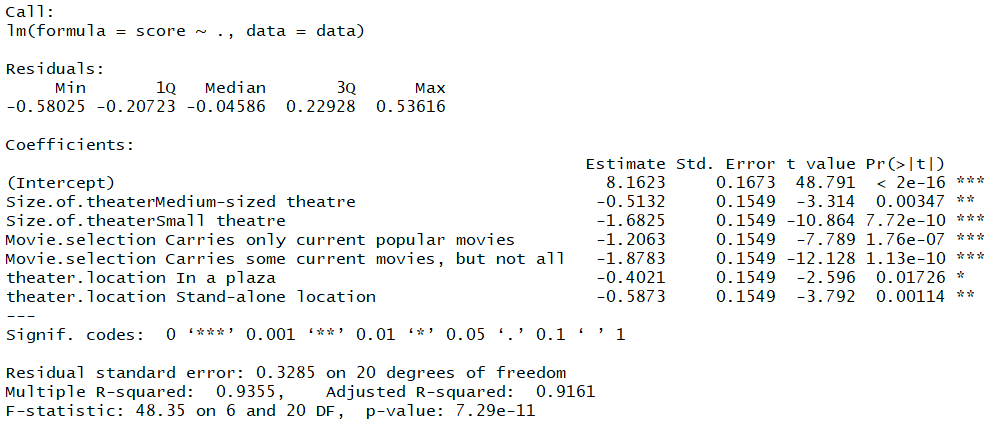 Call:
lm(formula = score ~ ., data = data)
Residuals:
Min 1Q Median 3Q Max
-0.58025 -0.20723 -0.04586 0.22928 0.53616
Coefficients:
Estimate Std. Error t value Pr(>|t|)
(Intercept) 8.1623 0.1673 48.791 < 2e-16 ***
Size.of.theaterMedium-sized theatre -0.5132 0.1549 -3.314 0.00347 **
Size.of.theaterSmall theatre -1.6825 0.1549 -10.864 7.72e-10 ***
Movie.selection Carries only current popular movies -1.2063 0.1549 -7.789 1.76e-07 ***
Movie.selection Carries some current movies, but not all -1.8783 0.1549 -12.128 1.13e-10 ***
theater.location In a plaza -0.4021 0.1549 -2.596 0.01726 *
theater.location Stand-alone location -0.5873 0.1549 -3.792 0.00114 **
---
Signif. codes: 0 ‘***’ 0.001 ‘**’ 0.01 ‘*’ 0.05 ‘.’ 0.1 ‘ ’ 1
Residual standard error: 0.3285 on 20 degrees of freedom
Multiple R-squared: 0.9355, Adjusted R-squared: 0.9161
F-statistic: 48.35 on 6 and 20 DF, p-value: 7.29e-11